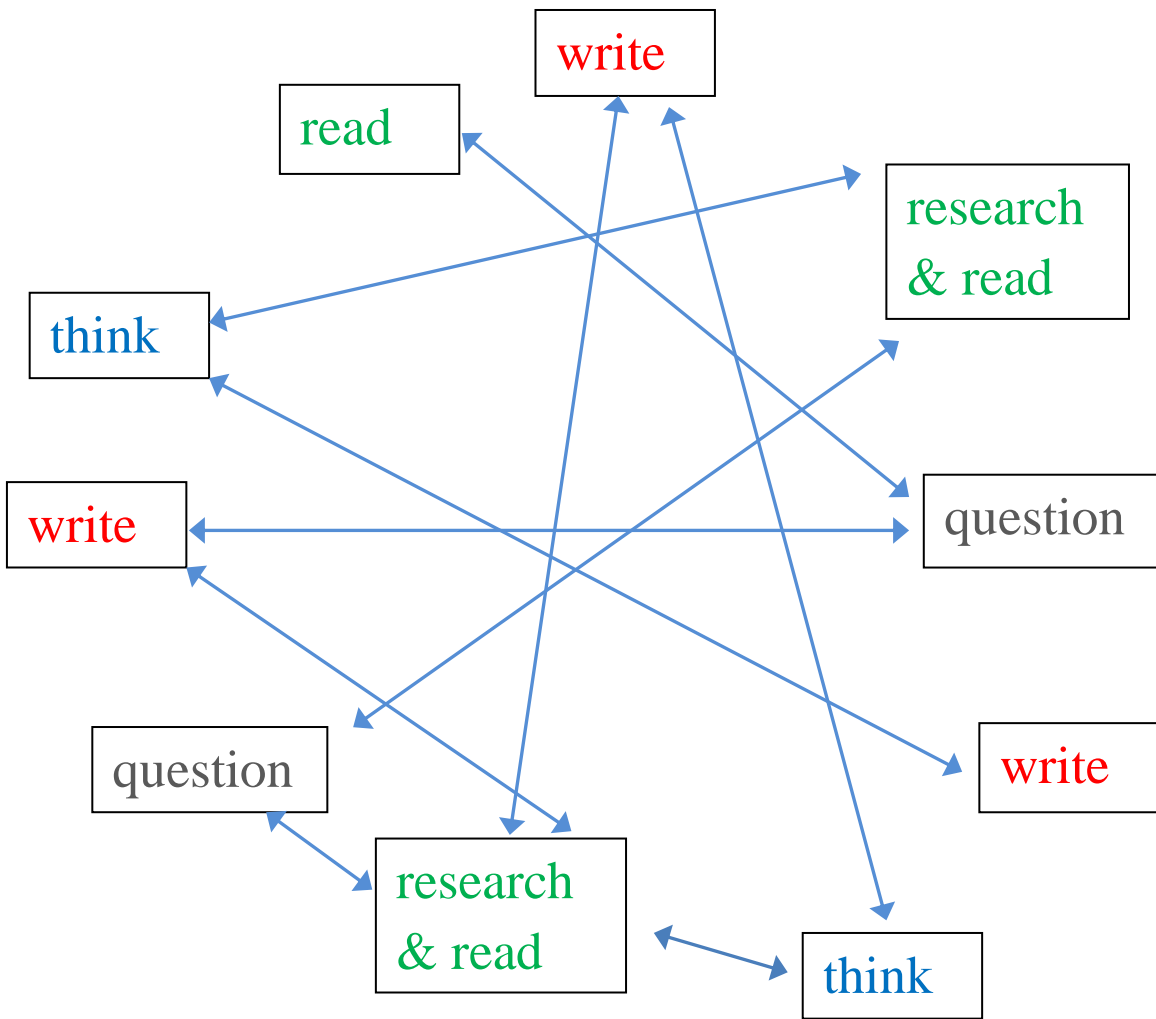 write
read
research
& read
think
question
write
question
write
research
& read
think